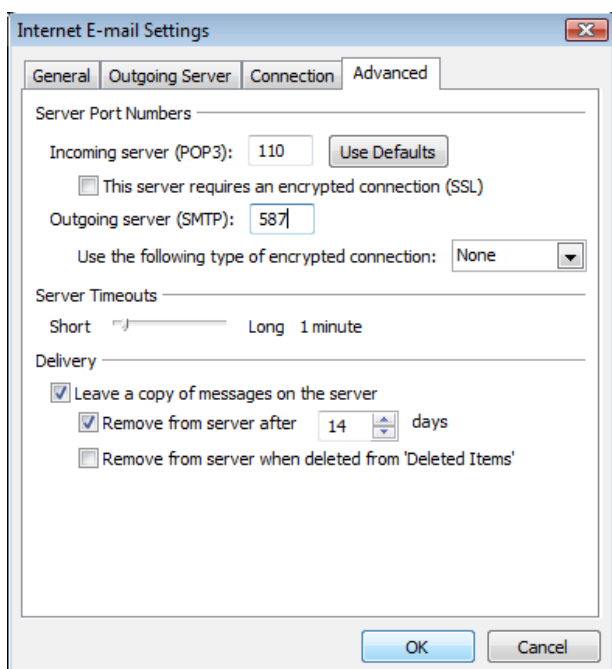 Internet E-mail Settings
General Outgoing Server Connection Advanced
Server Port Numbers
Incoming server (POP3): 110 Use Defaults
This server requires an encrypted connection (SSL)
Outgoing server (SMTP): 587
Use the following type of encrypted connection: None
Server Timeouts
Short Long 1 minute
Delivery
Leave a copy of messages on the server
Remove from server after 14 days
Remove from server when deleted from 'Deleted Items'
OK Cancel